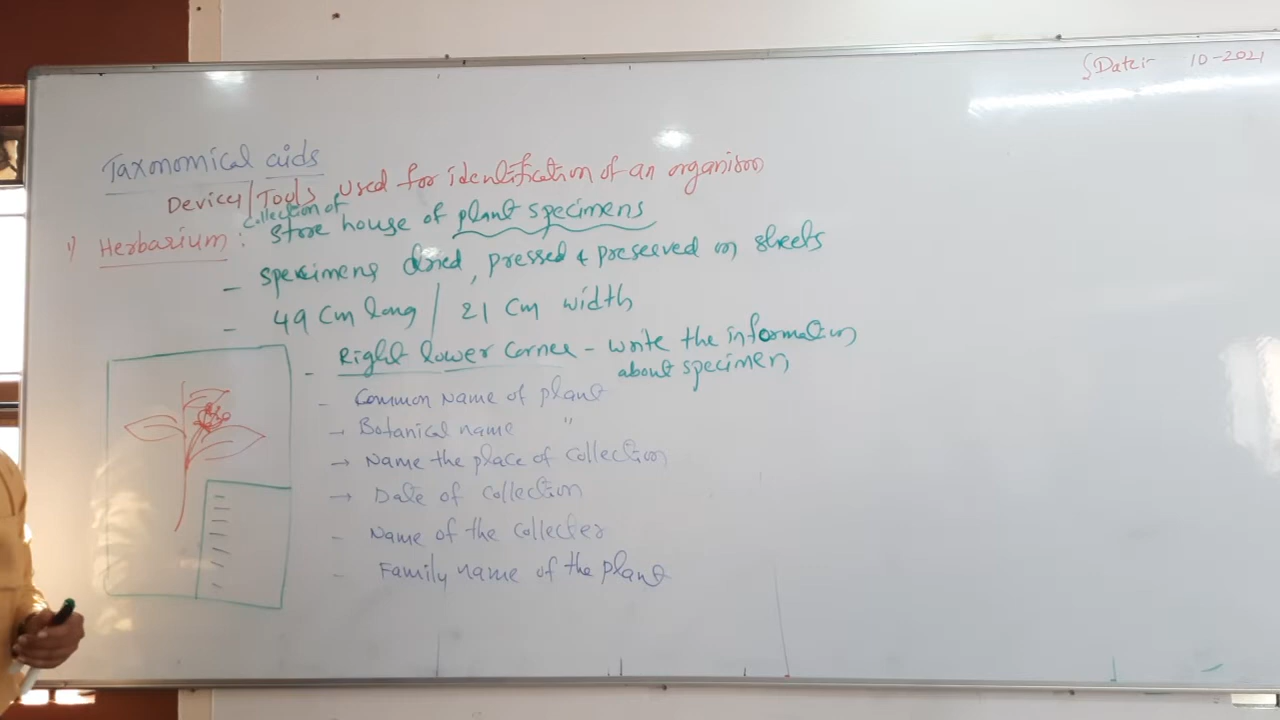 Date:- 10-2021
Taxonomical aids
Devices/Tools used for identification of an organism
Collection of
1) Herbarium : Store house of plant specimens
- Specimens dried, pressed & preserved on sheets
- 49 Cm long / 21 Cm width
- Right lower corner - write the information
about specimen,
- Common Name of plant
- Botanical name "
→ Name the place of collection
→ Date of collection
- Name of the collecter
- Family name of the plant